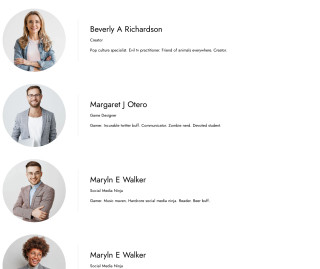 Beverly A Richardson
Creator
Pop culture specialist. Evil tv practitioner. Friend of animals everywhere. Creator.
Margaret J Otero
Game Designer
Gamer. Incurable twitter buff. Communicator. Zombie nerd. Devoted student.
Maryln E Walker
Social Media Ninja
Gamer. Music maven. Hardcore social media ninja. Reader. Beer buff.
Maryln E Walker
Social Media Ninja